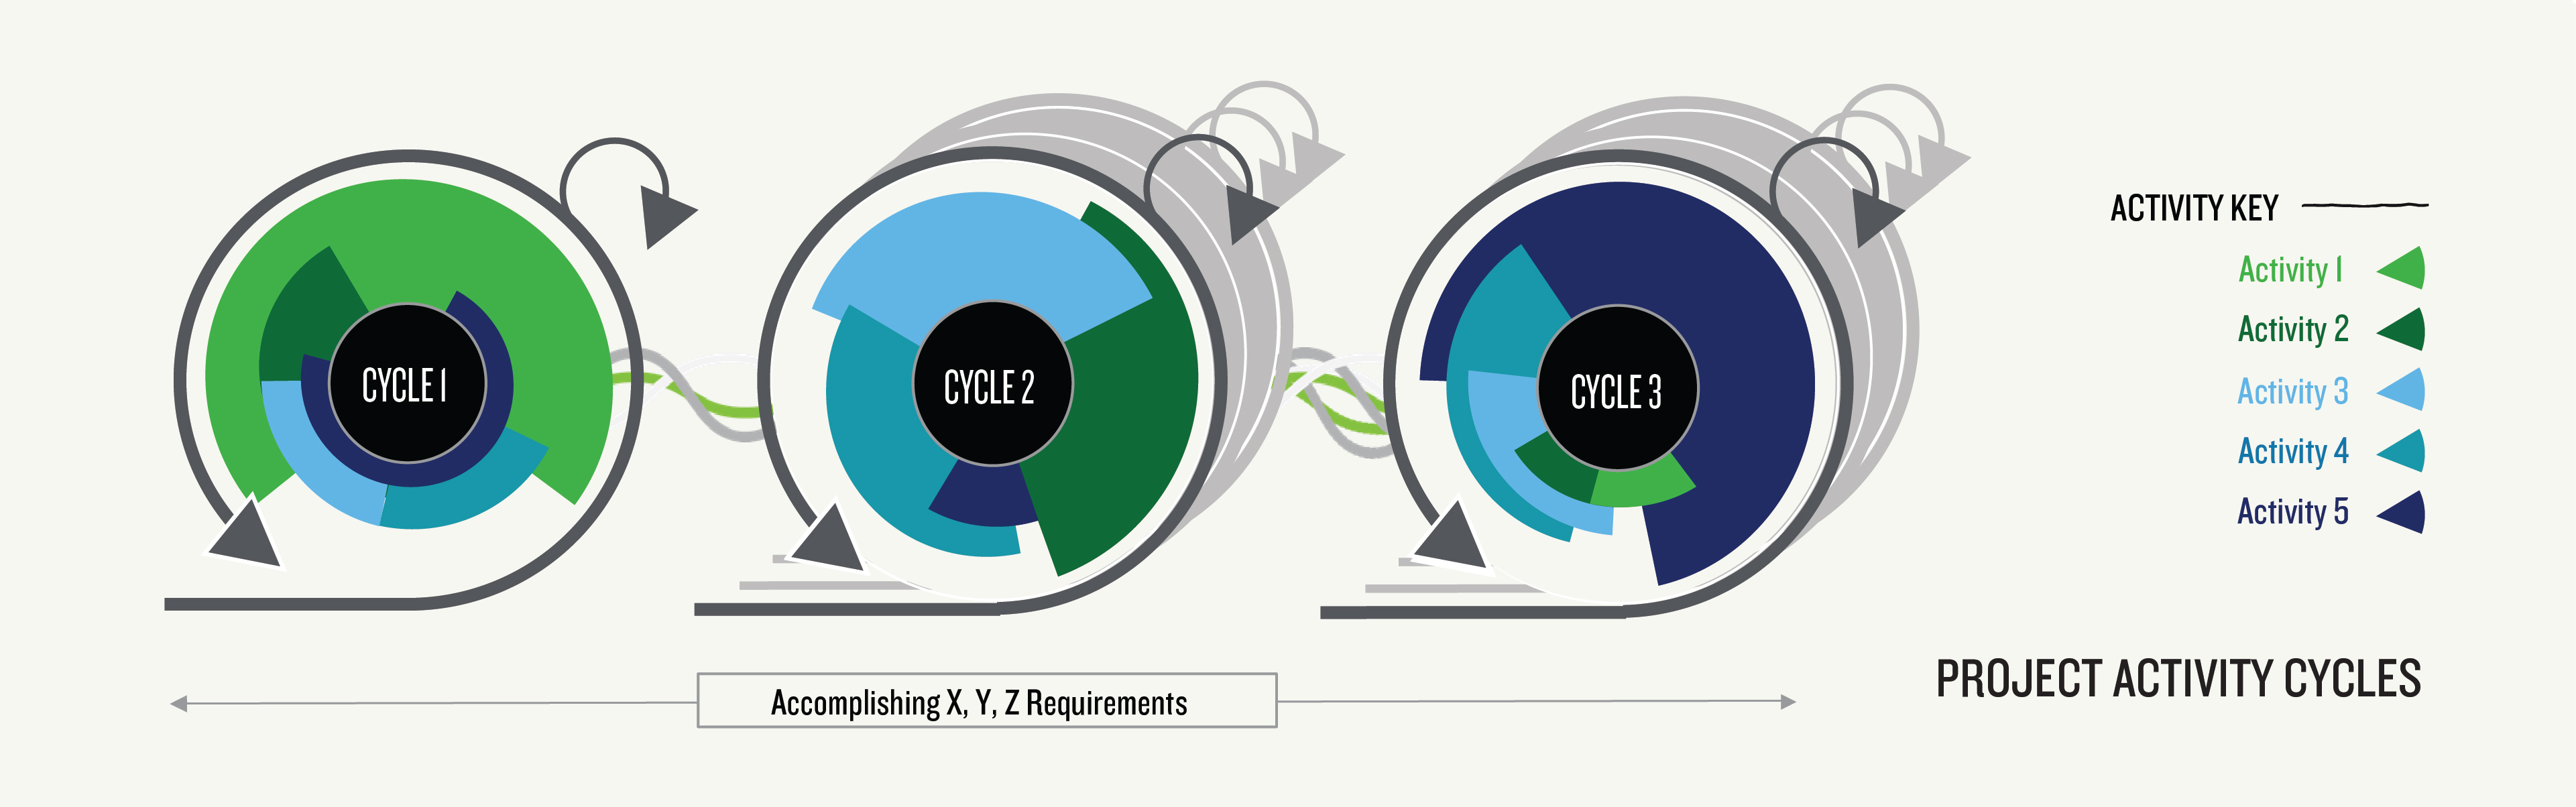 CYCLE 1
CYCLE 2
CYCLE 3
ACTIVITY KEY
Activity 1
Activity 2
Activity 3
Activity 4
Activity 5
Accomplishing X, Y, Z Requirements
PROJECT ACTIVITY CYCLES